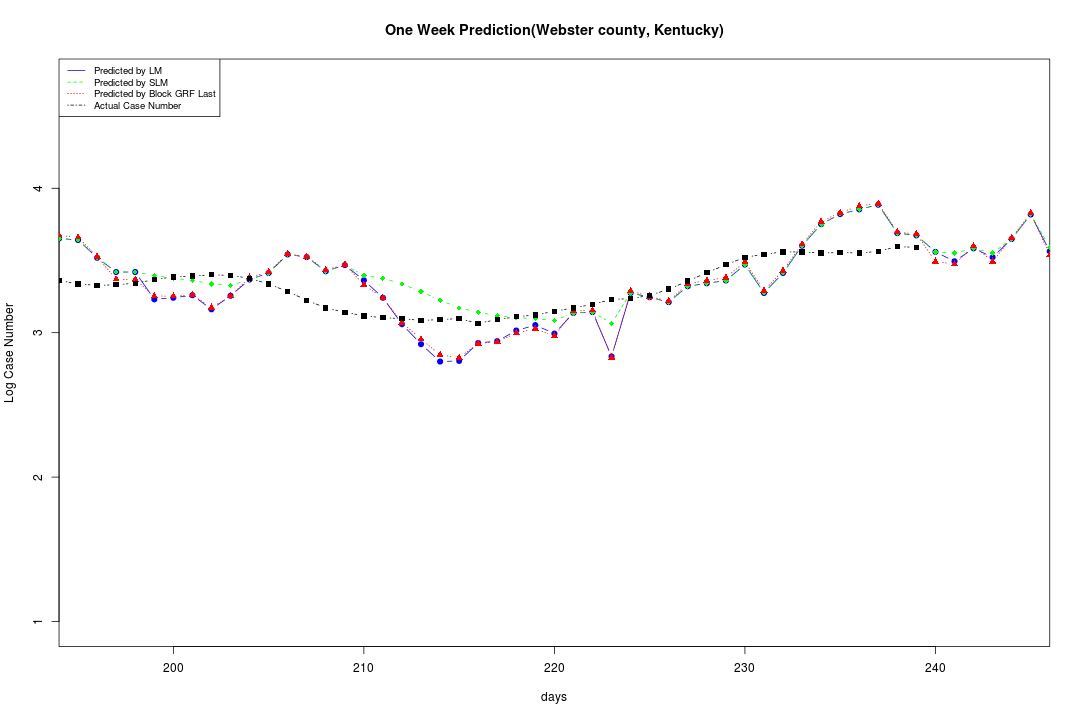 One Week Prediction(Webster county, Kentucky)
Predicted by LM
Predicted by SLM
Predicted by Block GRF Last
Actual Case Number
Log Case Number
4
3
2
1
200 210 220 230 240
days